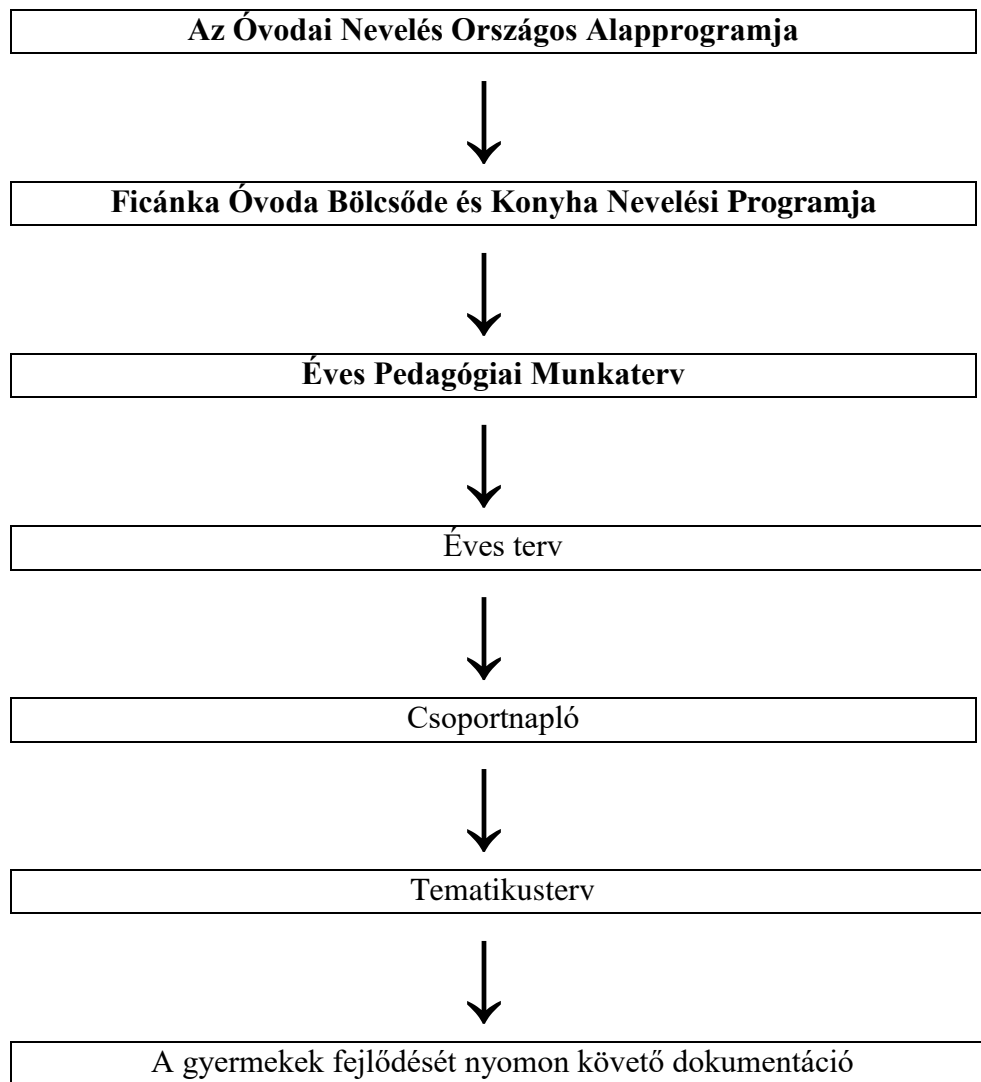 Az Óvodai Nevelés Országos Alapprogramja
Ficánka Óvoda Bölcsőde és Konyha Nevelési Programja
Éves Pedagógiai Munkaterv
Éves terv
Csoportnapló
Tematikusterv
A gyermekek fejlődését nyomon követő dokumentáció